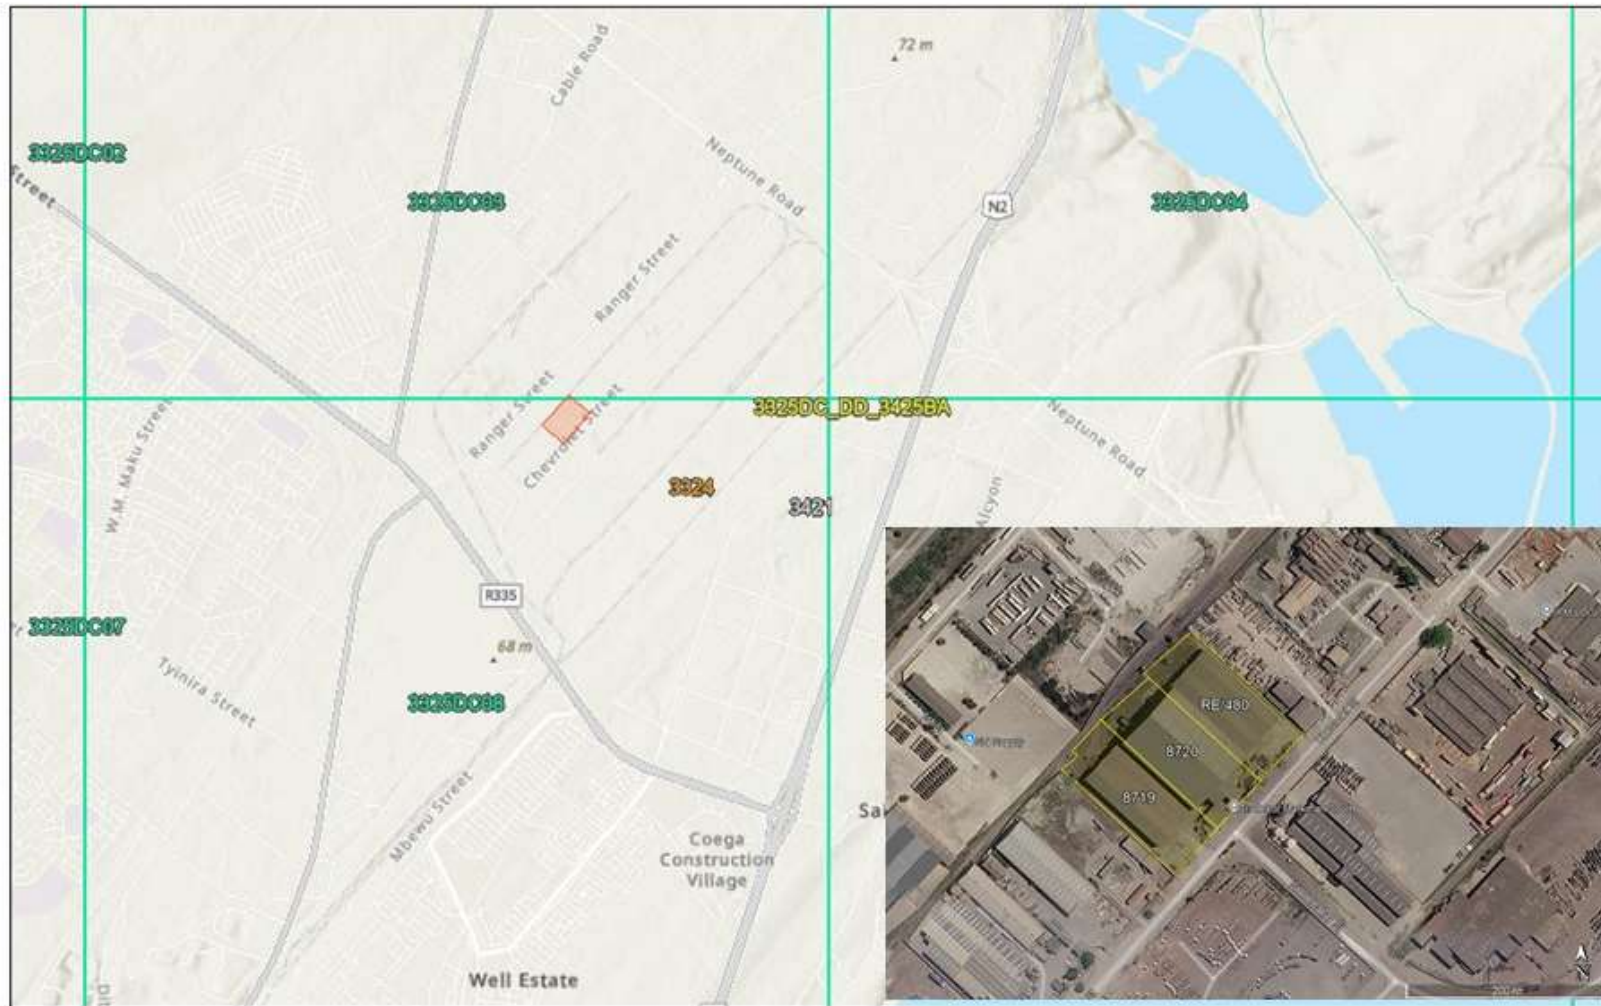 72 m
Cable Road
Neptune Road
3325DC02
Street
3325DC03
N2
3325DC04
Ranger Street
Ranger Street
Chevrolet Street
3325DC_DD_3425BA
W.M. Maku Street
Neptune Road
3324
3421
Alcyon
R335
3325DC07
68 m
Tyinira Street
3325DC08
RE/480
8720
8719
Mbewu Street
Coega
Construction
Village
Well Estate
N
200 m